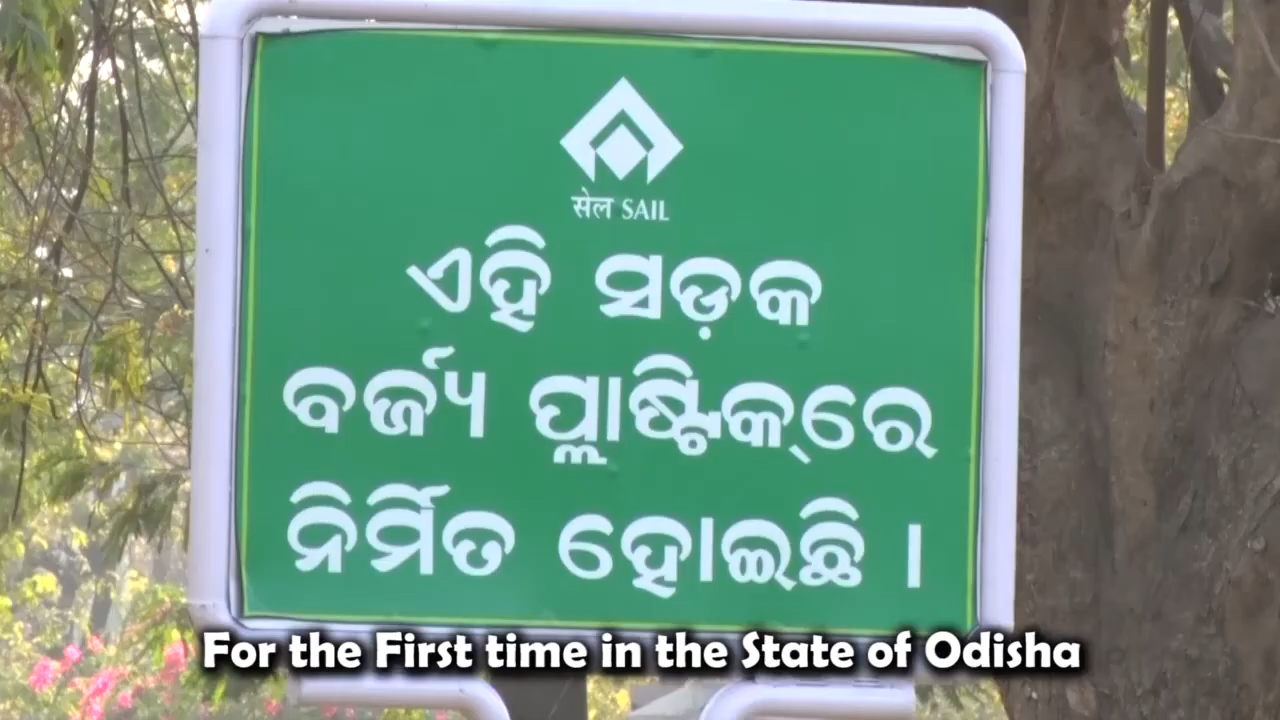 सेल SAIL
ଏହି ସଡ଼କ
ବର୍ଜ୍ୟ ପ୍ଲାଷ୍ଟିକ୍‌ରେ
ନିର୍ମିତ ହୋଇଛି ।
For the First time in the State of Odisha